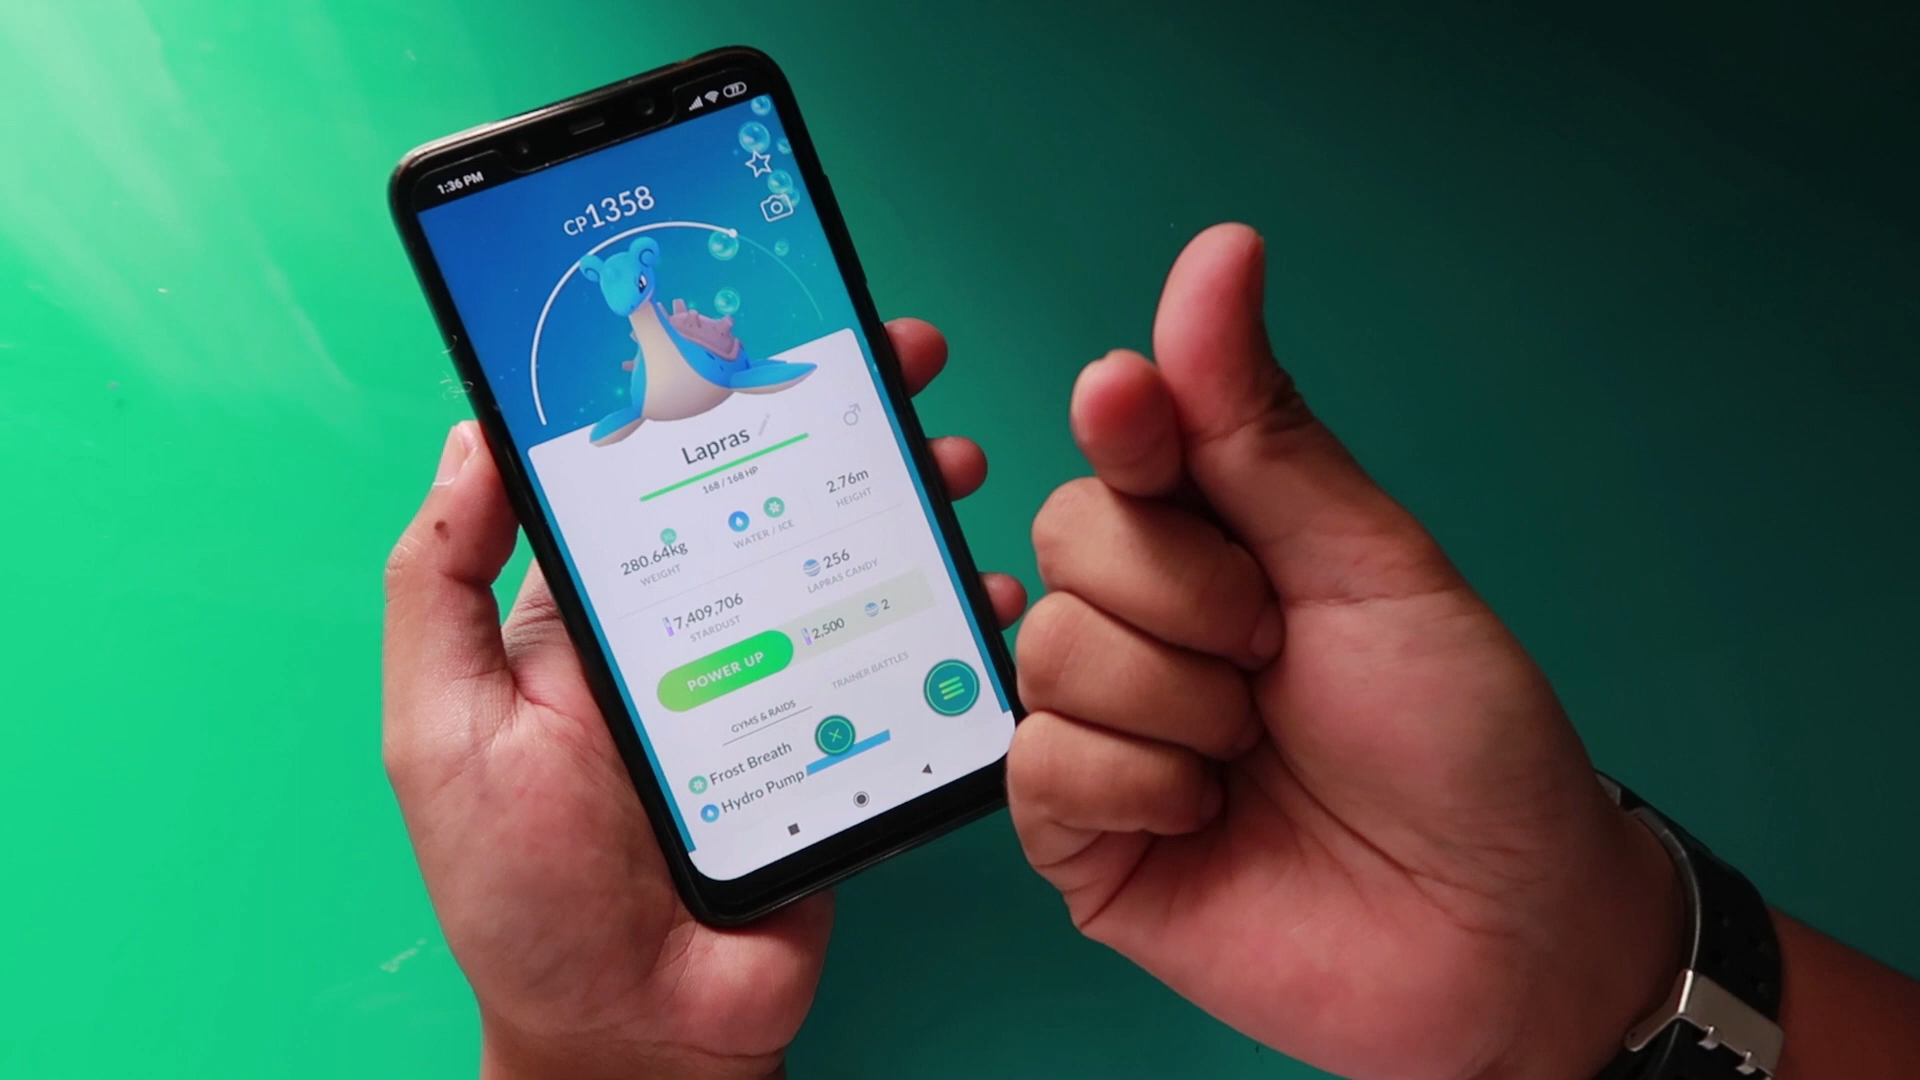 1:36 PM
CP1358
Lapras
168 / 168 HP
XL
280.64kg
WEIGHT
WATER / ICE
2.76m
HEIGHT
7,409,706
STARDUST
256
LAPRAS CANDY
POWER UP
2,500
2
GYMS & RAIDS
TRAINER BATTLES
Frost Breath
Hydro Pump